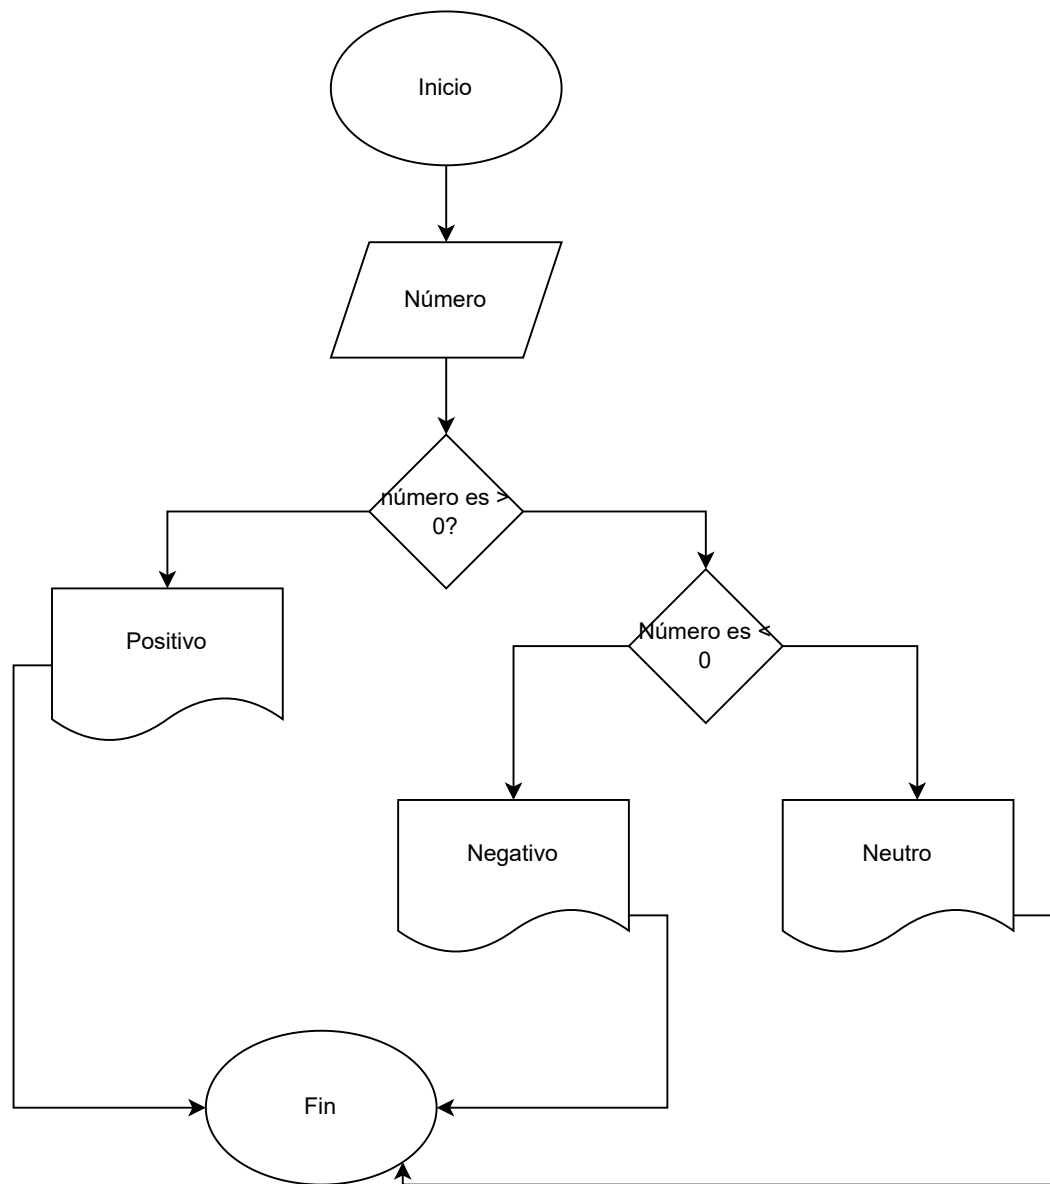 Inicio
Número
número es >
0?
Número es <
0
Positivo
Negativo
Neutro
Fin